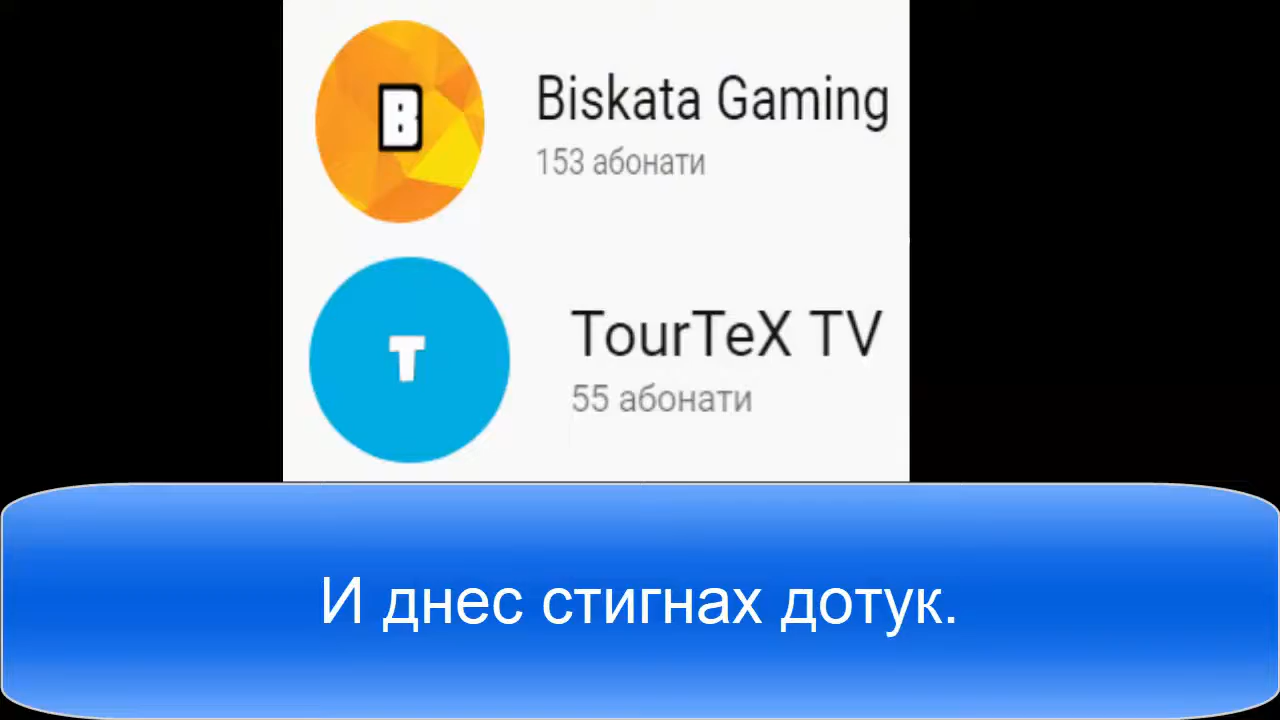 B
Biskata Gaming
153 абонати
T
TourTeX TV
55 абонати
И днес стигнах дотук.